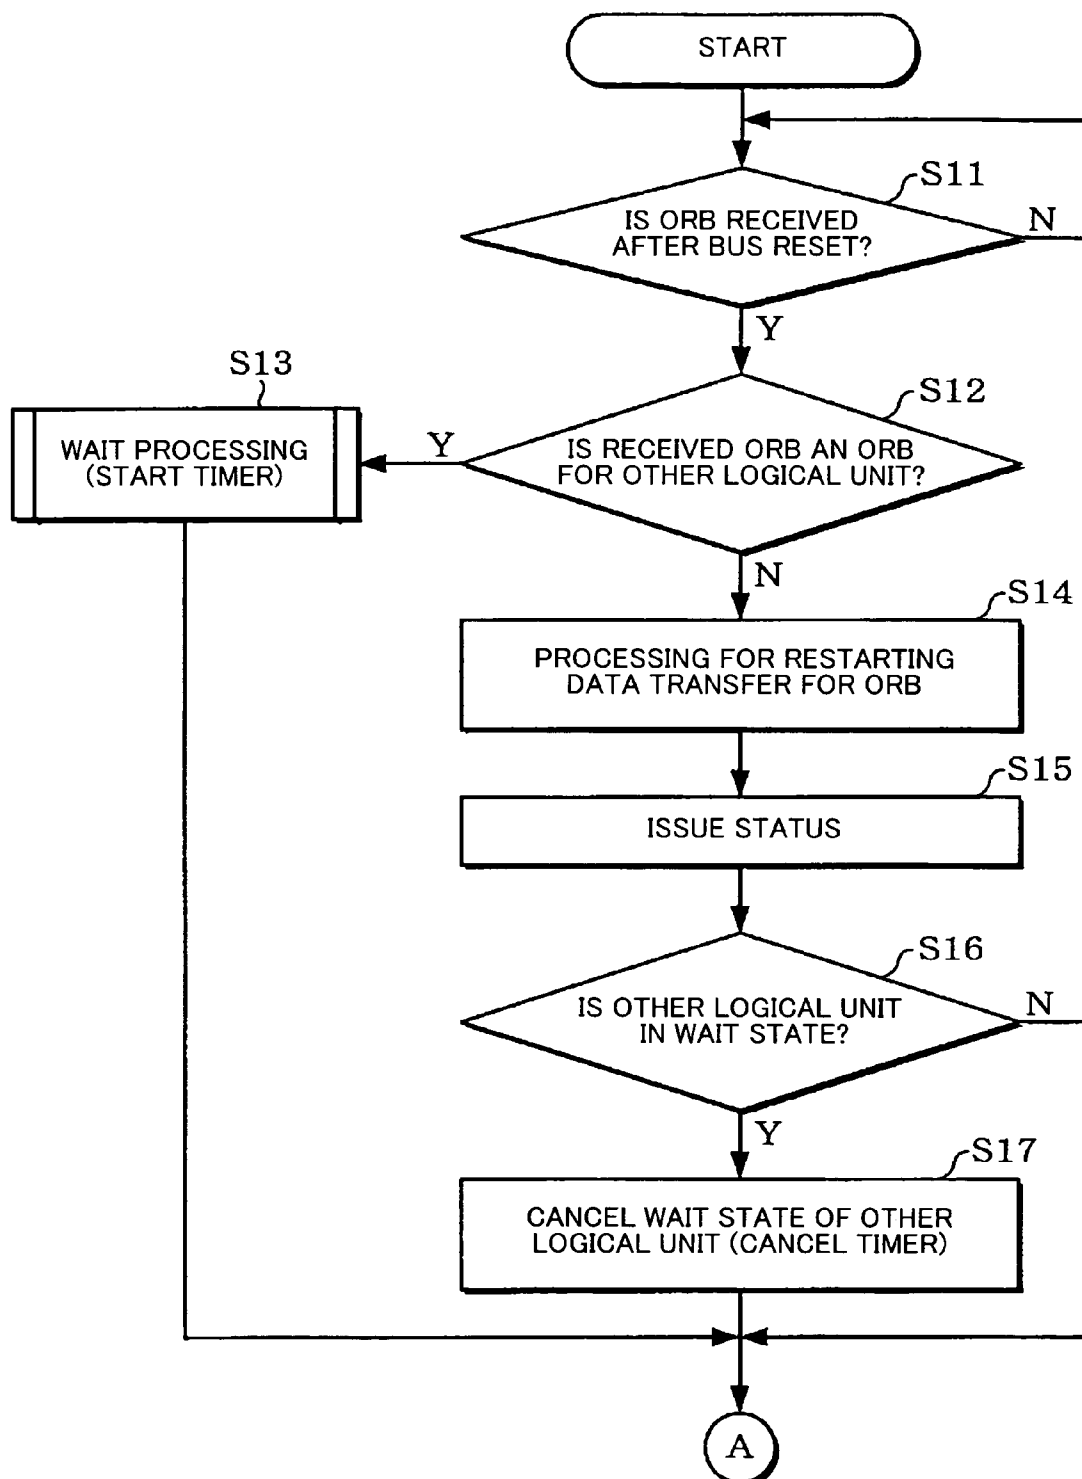 START
S11
IS ORB RECEIVED
AFTER BUS RESET?
N
Y
S13
WAIT PROCESSING
(START TIMER)
Y
S12
IS RECEIVED ORB AN ORB
FOR OTHER LOGICAL UNIT?
N
S14
PROCESSING FOR RESTARTING
DATA TRANSFER FOR ORB
S15
ISSUE STATUS
S16
IS OTHER LOGICAL UNIT
IN WAIT STATE?
N
Y
S17
CANCEL WAIT STATE OF OTHER
LOGICAL UNIT (CANCEL TIMER)
A